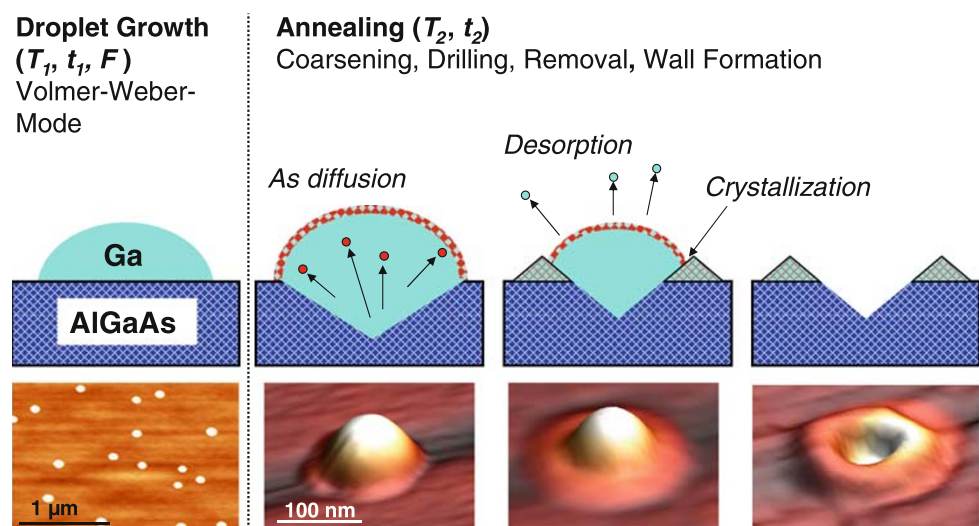 Droplet Growth
(T1, t1, F )
Volmer-Weber-
Mode
Annealing (T2, t2)
Coarsening, Drilling, Removal, Wall Formation
As diffusion
Desorption
Crystallization
Ga
AlGaAs
1 µm
100 nm